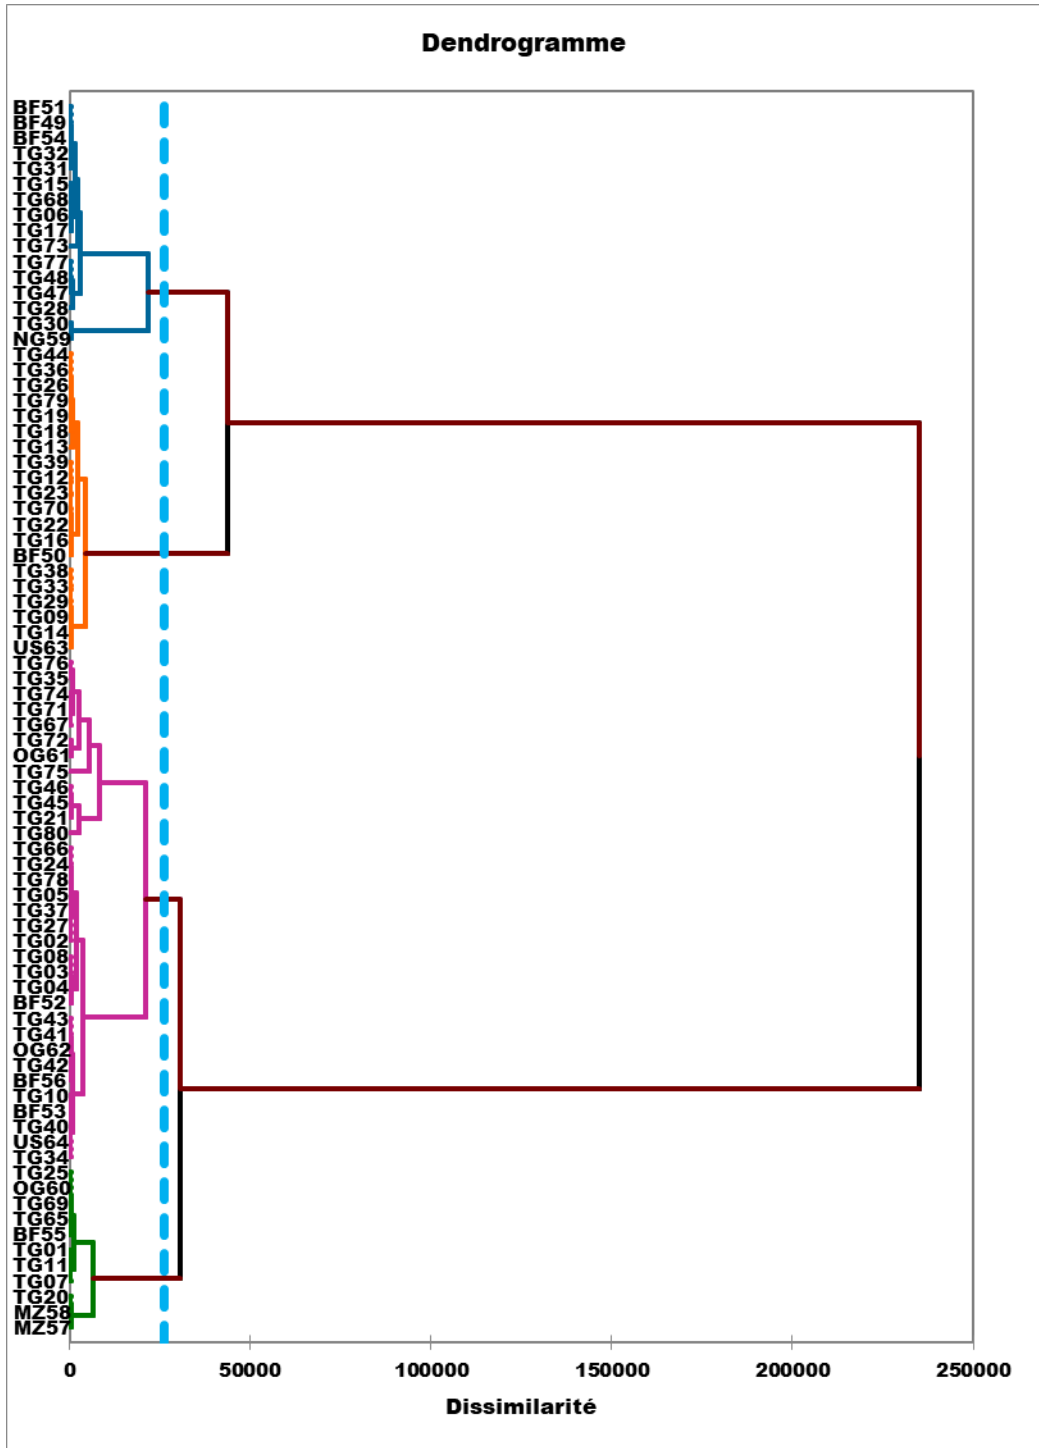 Dendrogramme
BF51
BF49
BF54
TG32
TG31
TG15
TG68
TG06
TG17
TG73
TG77
TG48
TG47
TG28
TG30
NG59
TG44
TG36
TG26
TG79
TG19
TG18
TG13
TG39
TG12
TG23
TG70
TG22
TG16
BF50
TG38
TG33
TG29
TG09
TG14
US63
TG76
TG35
TG74
TG71
TG67
TG72
OG61
TG75
TG46
TG45
TG21
TG80
TG66
TG24
TG78
TG05
TG37
TG27
TG02
TG08
TG03
TG04
BF52
TG43
TG41
OG62
TG42
BF56
TG10
BF53
TG40
US64
TG34
TG25
OG60
TG69
TG65
BF55
TG01
TG11
TG07
TG20
MZ58
MZ57
0 50000 100000 150000 200000 250000
Dissimilarité